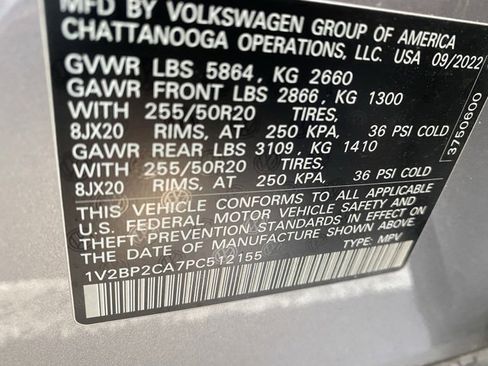 MFD BY VOLKSWAGEN GROUP OF AMERICA
CHATTANOOGA OPERATIONS, LLC. USA 09/2022
GVWR LBS 5864, KG 2660
GAWR FRONT LBS 2866, KG 1300
WITH 255/50R20 TIRES,
8JX20 RIMS, AT 250 KPA, 36 PSI COLD
GAWR REAR LBS 3109, KG 1410
WITH 255/50R20 TIRES,
8JX20 RIMS, AT 250 KPA, 36 PSI COLD
THIS VEHICLE CONFORMS TO ALL APPLICABLE
U.S. FEDERAL MOTOR VEHICLE SAFETY AND
THEFT PREVENTION STANDARDS IN EFFECT ON
THE DATE OF MANUFACTURE SHOWN ABOVE.
1V2BP2CA7PC512155 TYPE: MPV
3750600